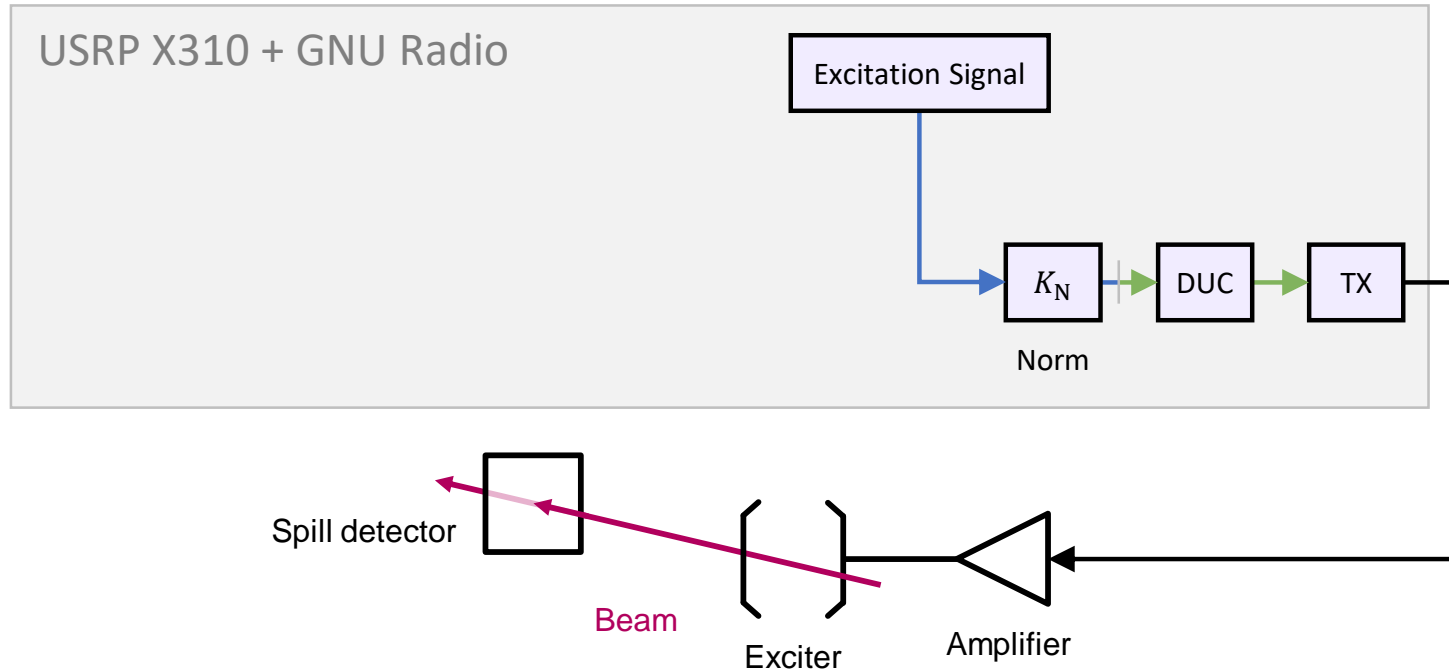 USRP X310 + GNU Radio
Excitation Signal
K_N
DUC
TX
Norm
Spill detector
Beam
Exciter
Amplifier